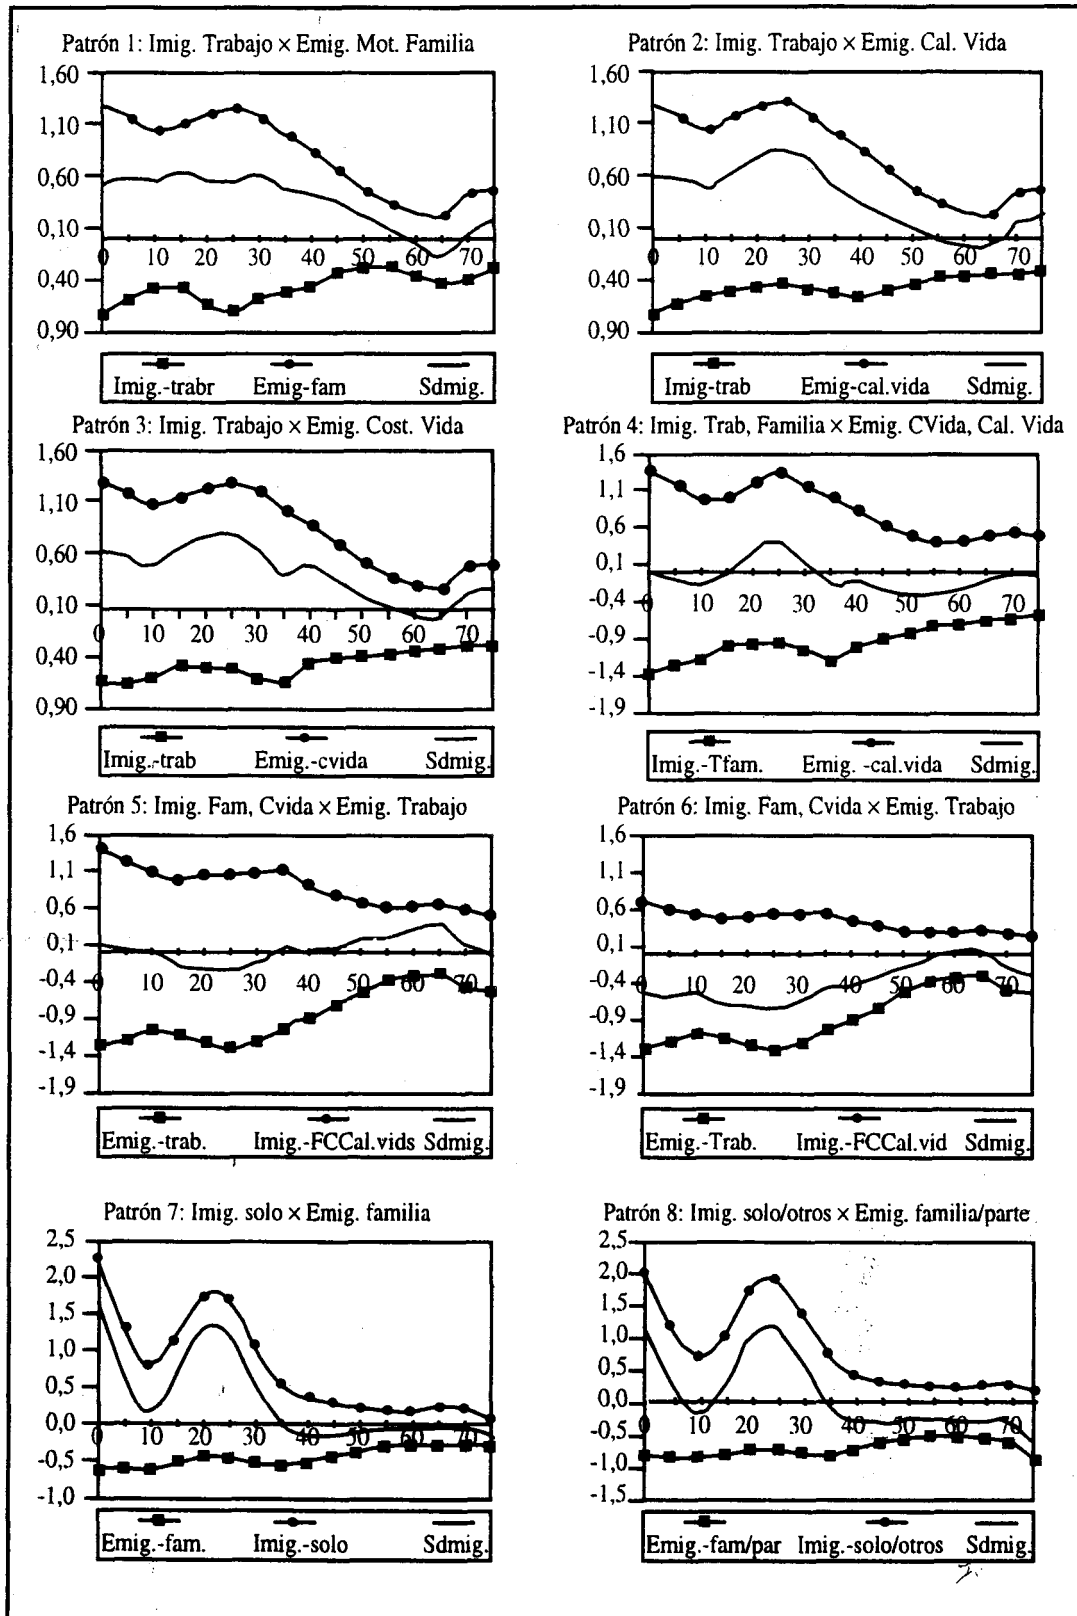 Patrón 1: Imig. Trabajo × Emig. Mot. Familia
1,60
1,10
0,60
0,10
0 10 20 30 40 50 60 70
0,40
0,90
Imig.-trabr Emig-fam Sdmig.
Patrón 2: Imig. Trabajo × Emig. Cal. Vida
1,60
1,10
0,60
0,10
0 10 20 30 40 50 60 70
0,40
0,90
Imig-trab Emig-cal.vida Sdmig.
Patrón 3: Imig. Trabajo × Emig. Cost. Vida
1,60
1,10
0,60
0,10
0 10 20 30 40 50 60 70
0,40
0,90
Imig.-trab Emig.-cvida Sdmig.
Patrón 4: Imig. Trab, Familia × Emig. CVida, Cal. Vida
1,6
1,1
0,6
0,1
-0,4
0 10 20 30 40 50 60 70
-0,9
-1,4
-1,9
Imig.-Tfam. Emig. -cal.vida Sdmig.
Patrón 5: Imig. Fam, Cvida × Emig. Trabajo
1,6
1,1
0,6
0,1
-0,4
0 10 20 30 40 50 60 70
-0,9
-1,4
-1,9
Emig.-trab. Imig.-FCCal.vids Sdmig.
Patrón 6: Imig. Fam, Cvida × Emig. Trabajo
1,6
1,1
0,6
0,1
-0,4
0 10 20 30 40 50 60 70
-0,9
-1,4
-1,9
Emig.-Trab. Imig.-FCCal.vid Sdmig.
Patrón 7: Imig. solo × Emig. familia
2,5
2,0
1,5
1,0
0,5
0,0
0 10 20 30 40 50 60 70
-0,5
-1,0
Emig.-fam. Imig.-solo Sdmig.
Patrón 8: Imig. solo/otros × Emig. familia/parte
2,5
2,0
1,5
1,0
0,5
0,0
0 10 20 30 40 50 60 70
-0,5
-1,0
-1,5
Emig.-fam/par Imig.-solo/otros Sdmig.